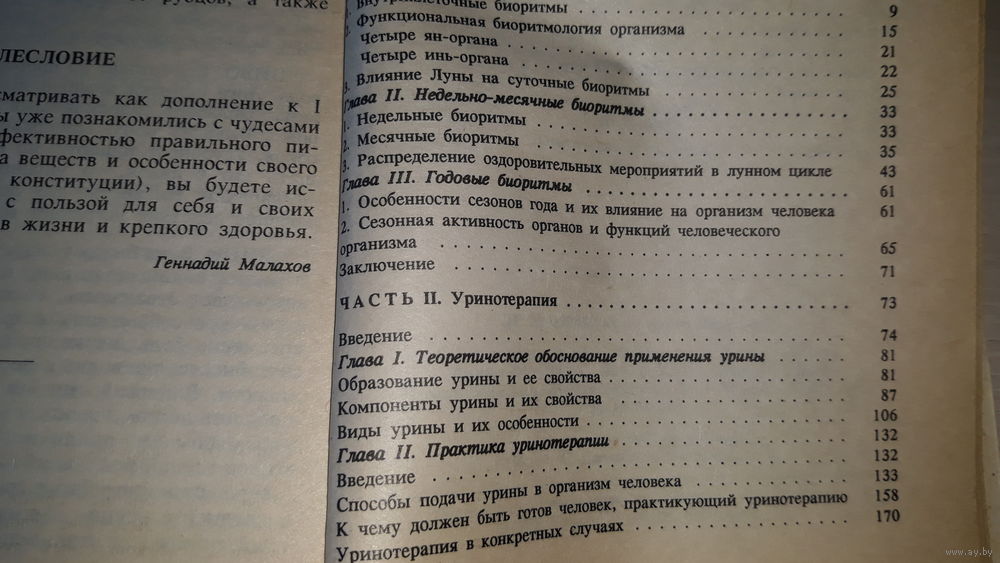 рубцов, а также
ЛЕСЛОВИЕ
сматривать как дополнение к I
ы уже познакомились с чудесами
фективностью правильного пи-
а веществ и особенности своего
конституции), вы будете ис-
с пользой для себя и своих
в жизни и крепкого здоровья.
Геннадий Малахов
биоритмы 9
Функциональная биоритмология организма 15
Четыре ян-органа 21
Четыре инь-органа 22
3. Влияние Луны на суточные биоритмы 25
Глава II. Недельно-месячные биоритмы 33
1. Недельные биоритмы 33
2. Месячные биоритмы 35
3. Распределение оздоровительных мероприятий в лунном цикле 43
Глава III. Годовые биоритмы 61
1. Особенности сезонов года и их влияние на организм человека 61
2. Сезонная активность органов и функций человеческого
организма 65
Заключение 71
ЧАСТЬ II. Уринотерапия 73
Введение 74
Глава I. Теоретическое обоснование применения урины 81
Образование урины и ее свойства 81
Компоненты урины и их свойства 87
Виды урины и их особенности 106
Глава II. Практика уринотерапии 132
Введение 132
Способы подачи урины в организм человека 133
К чему должен быть готов человек, практикующий уринотерапию 158
Уринотерапия в конкретных случаях 170
www.ay.by